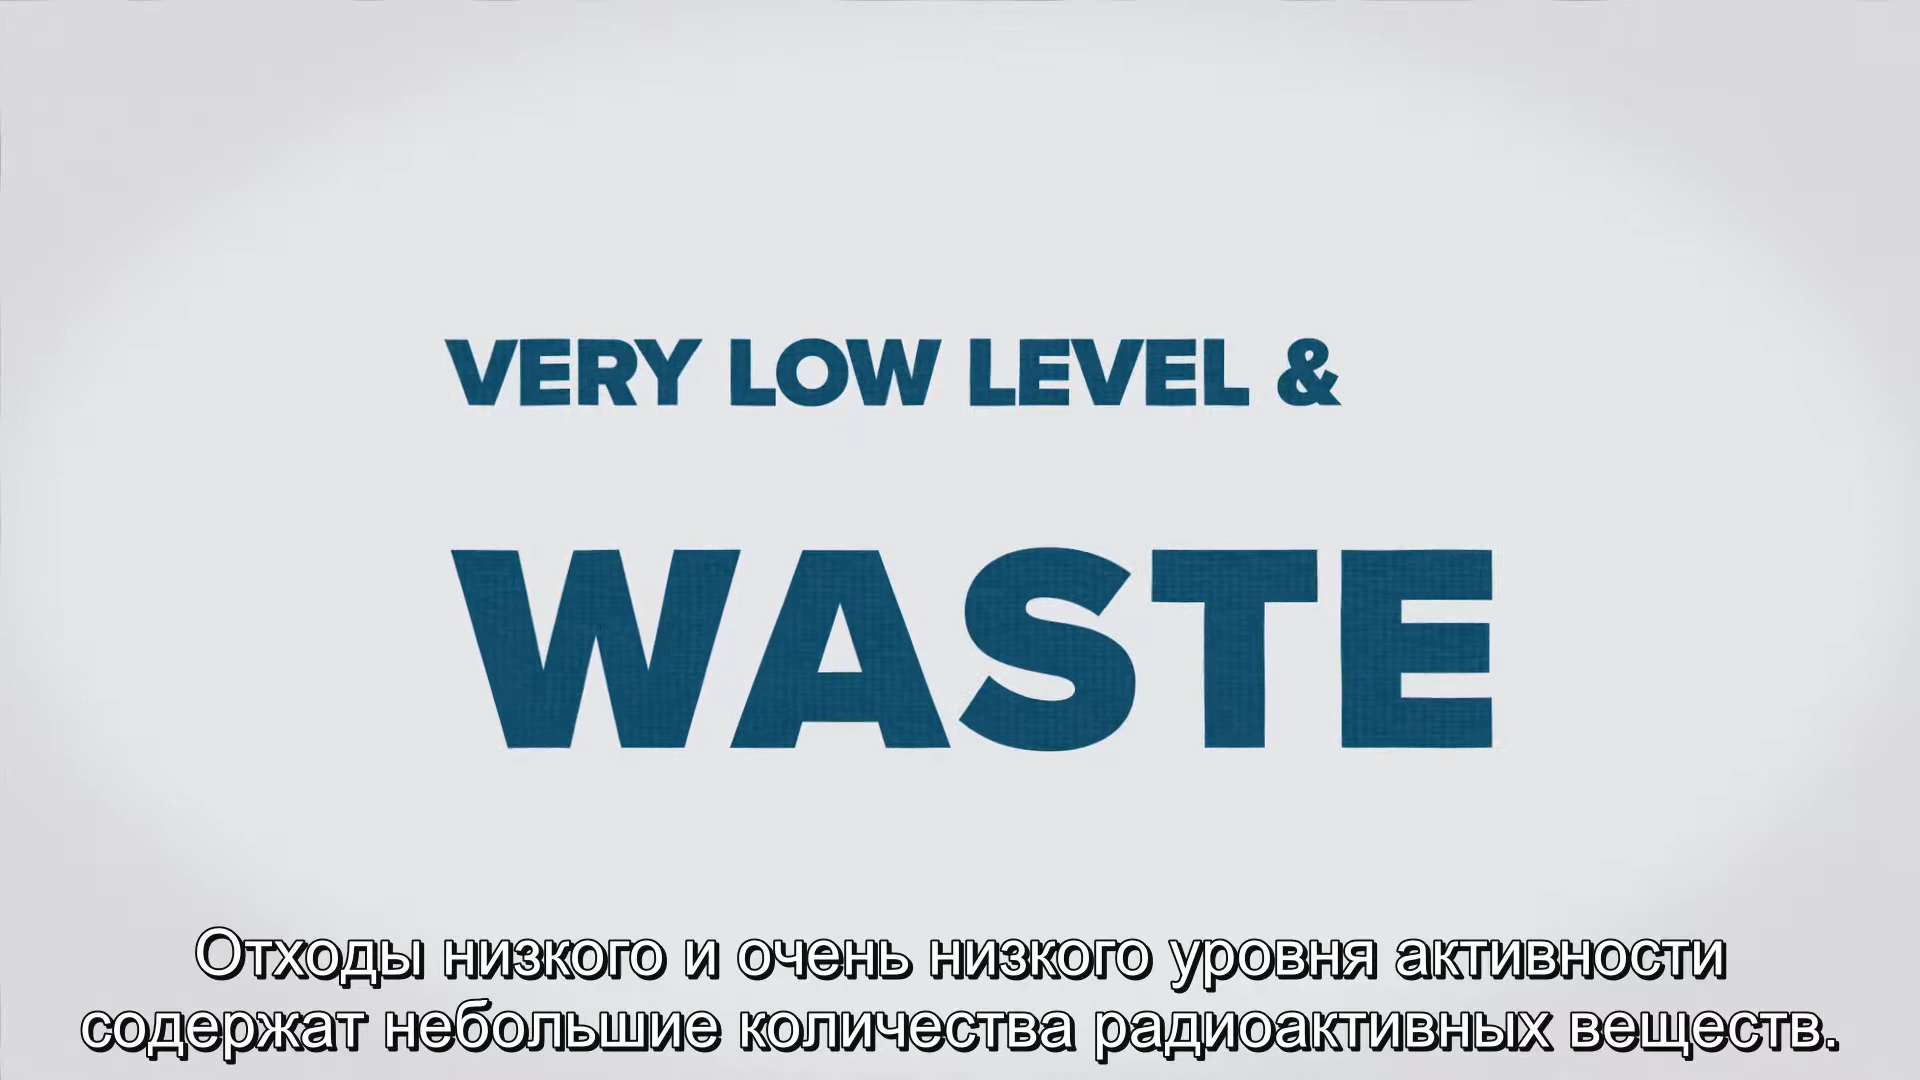 VERY LOW LEVEL &
WASTE
Отходы низкого и очень низкого уровня активности
содержат небольшие количества радиоактивных веществ.